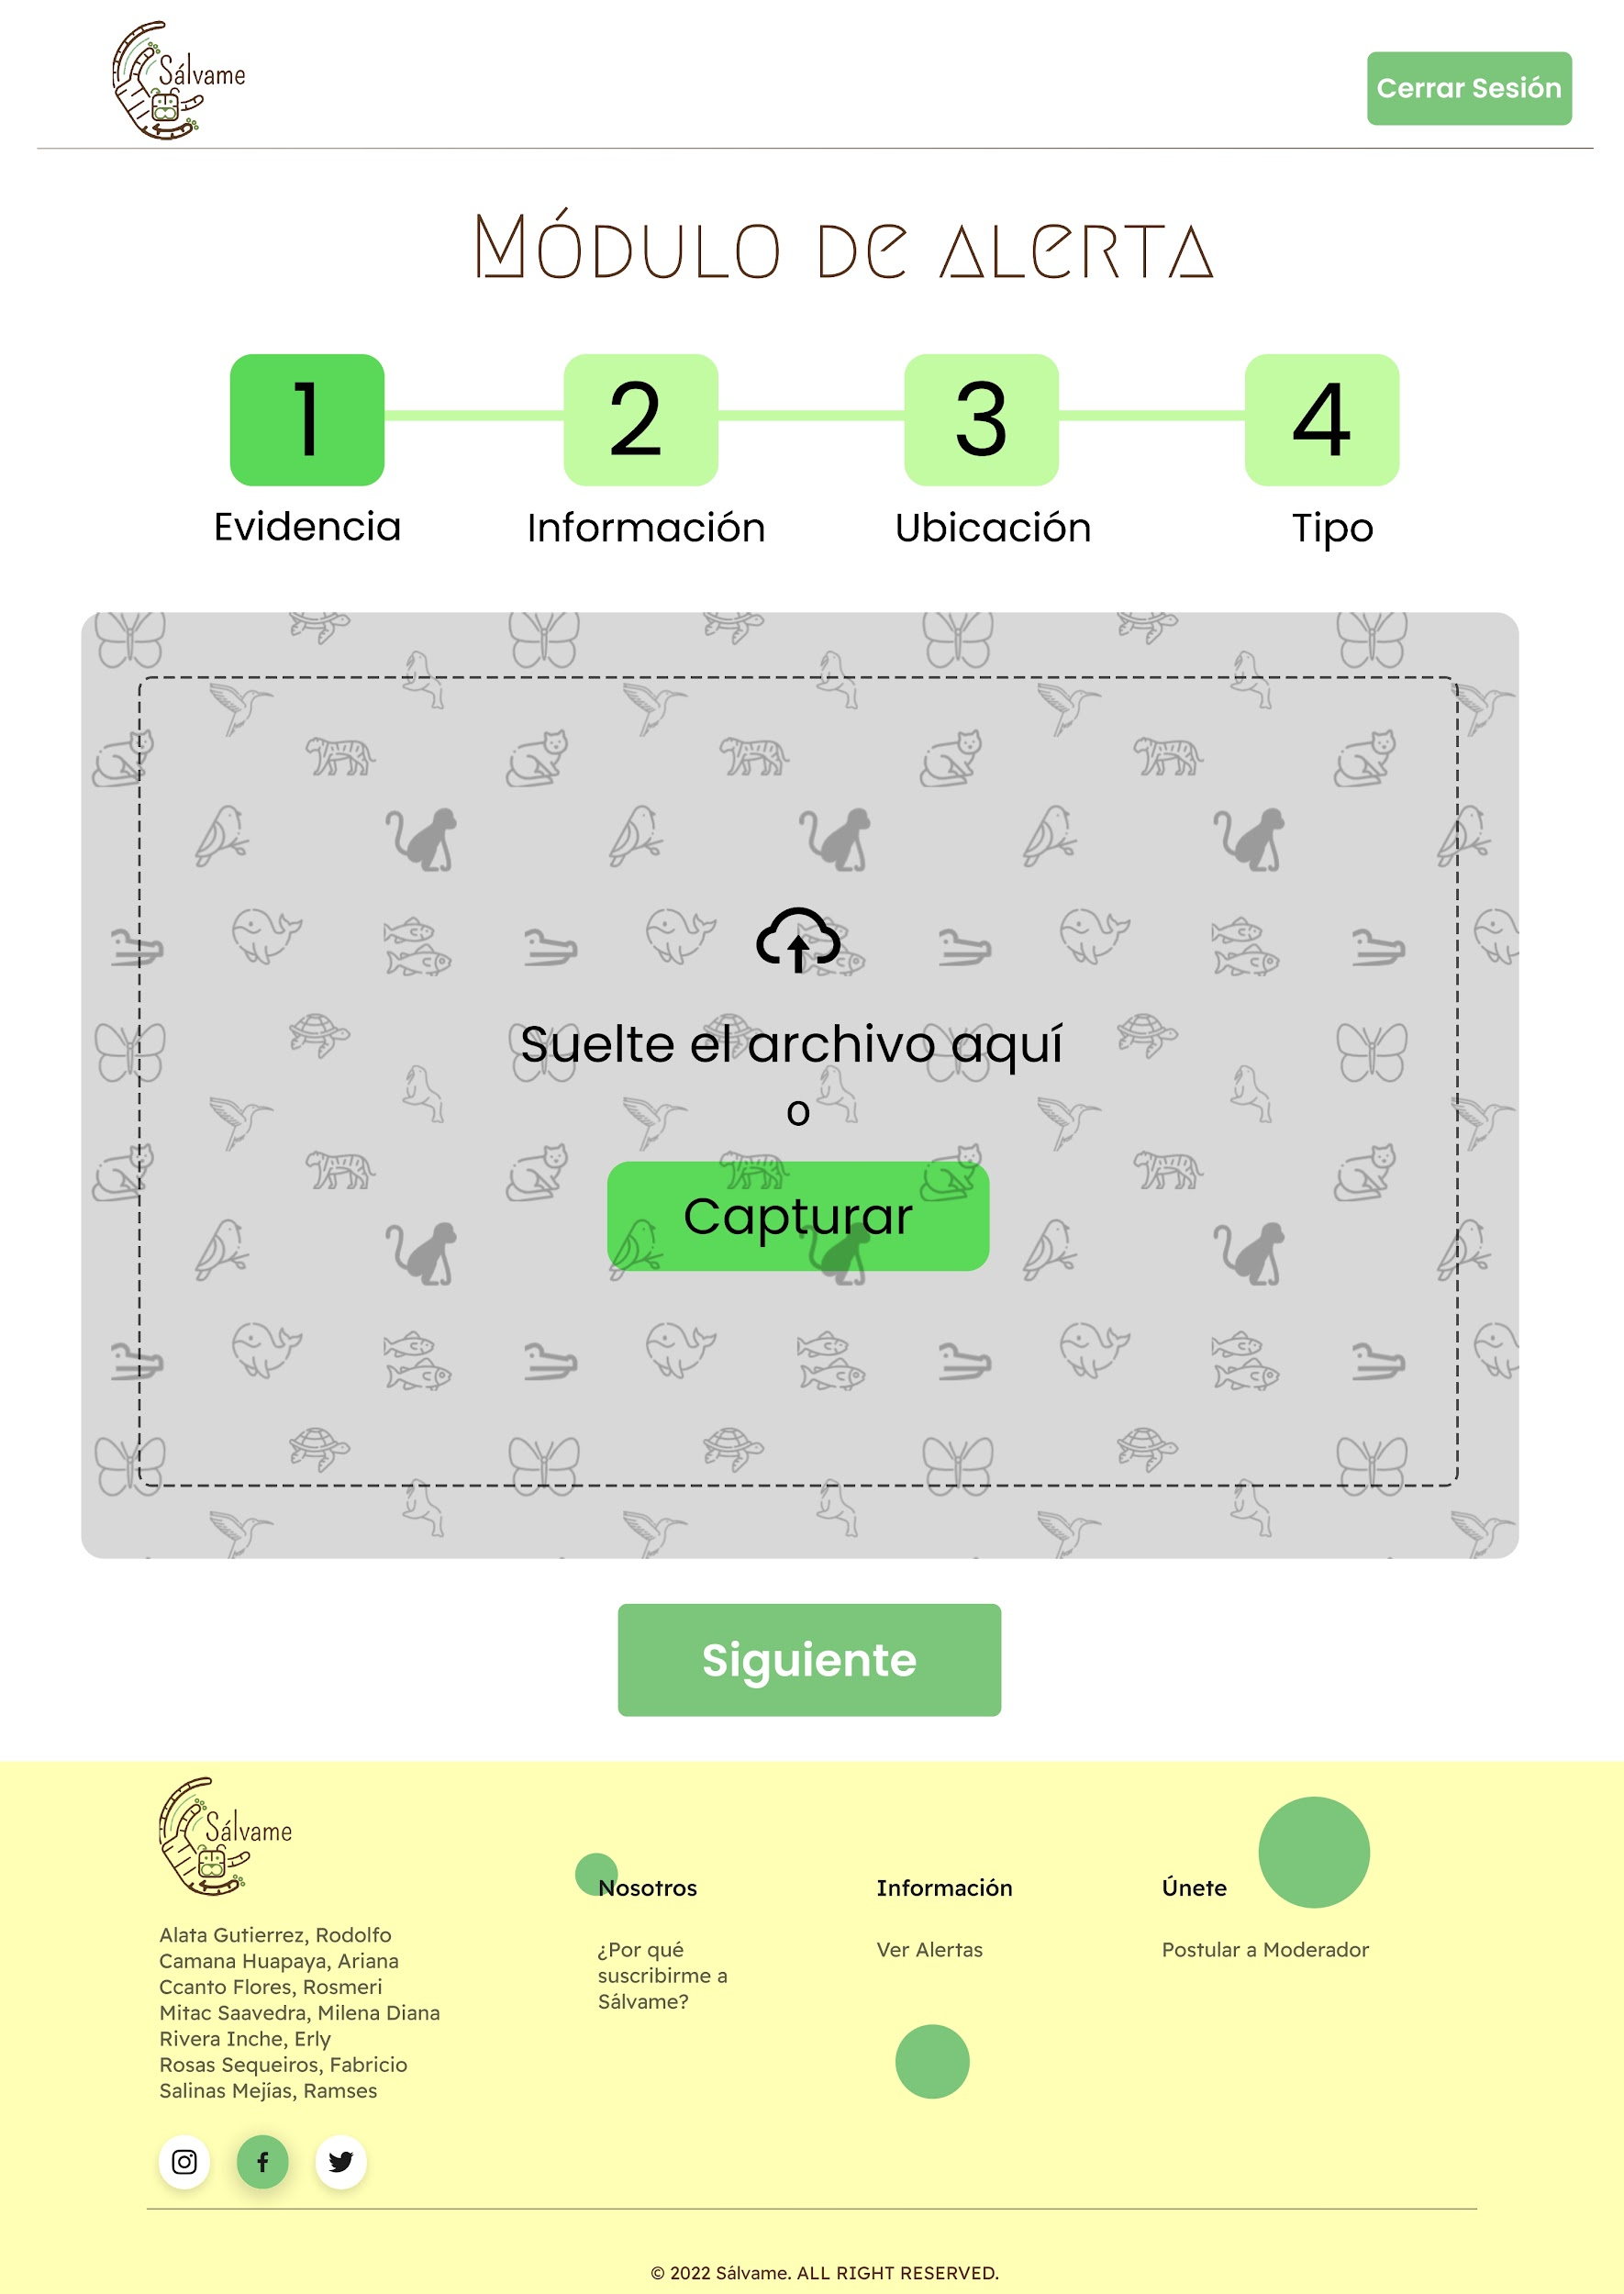 Sálvame
Cerrar Sesión
Módulo de alerta
1
2
3
4
Evidencia
Información
Ubicación
Tipo
Suelte el archivo aquí
o
Capturar
Siguiente
Sálvame
Alata Gutierrez, Rodolfo
Camana Huapaya, Ariana
Ccanto Flores, Rosmeri
Mitac Saavedra, Milena Diana
Rivera Inche, Erly
Rosas Sequeiros, Fabricio
Salinas Mejías, Ramses
Nosotros
¿Por qué
suscribirme a
Sálvame?
Información
Ver Alertas
Únete
Postular a Moderador
© 2022 Sálvame. ALL RIGHT RESERVED.